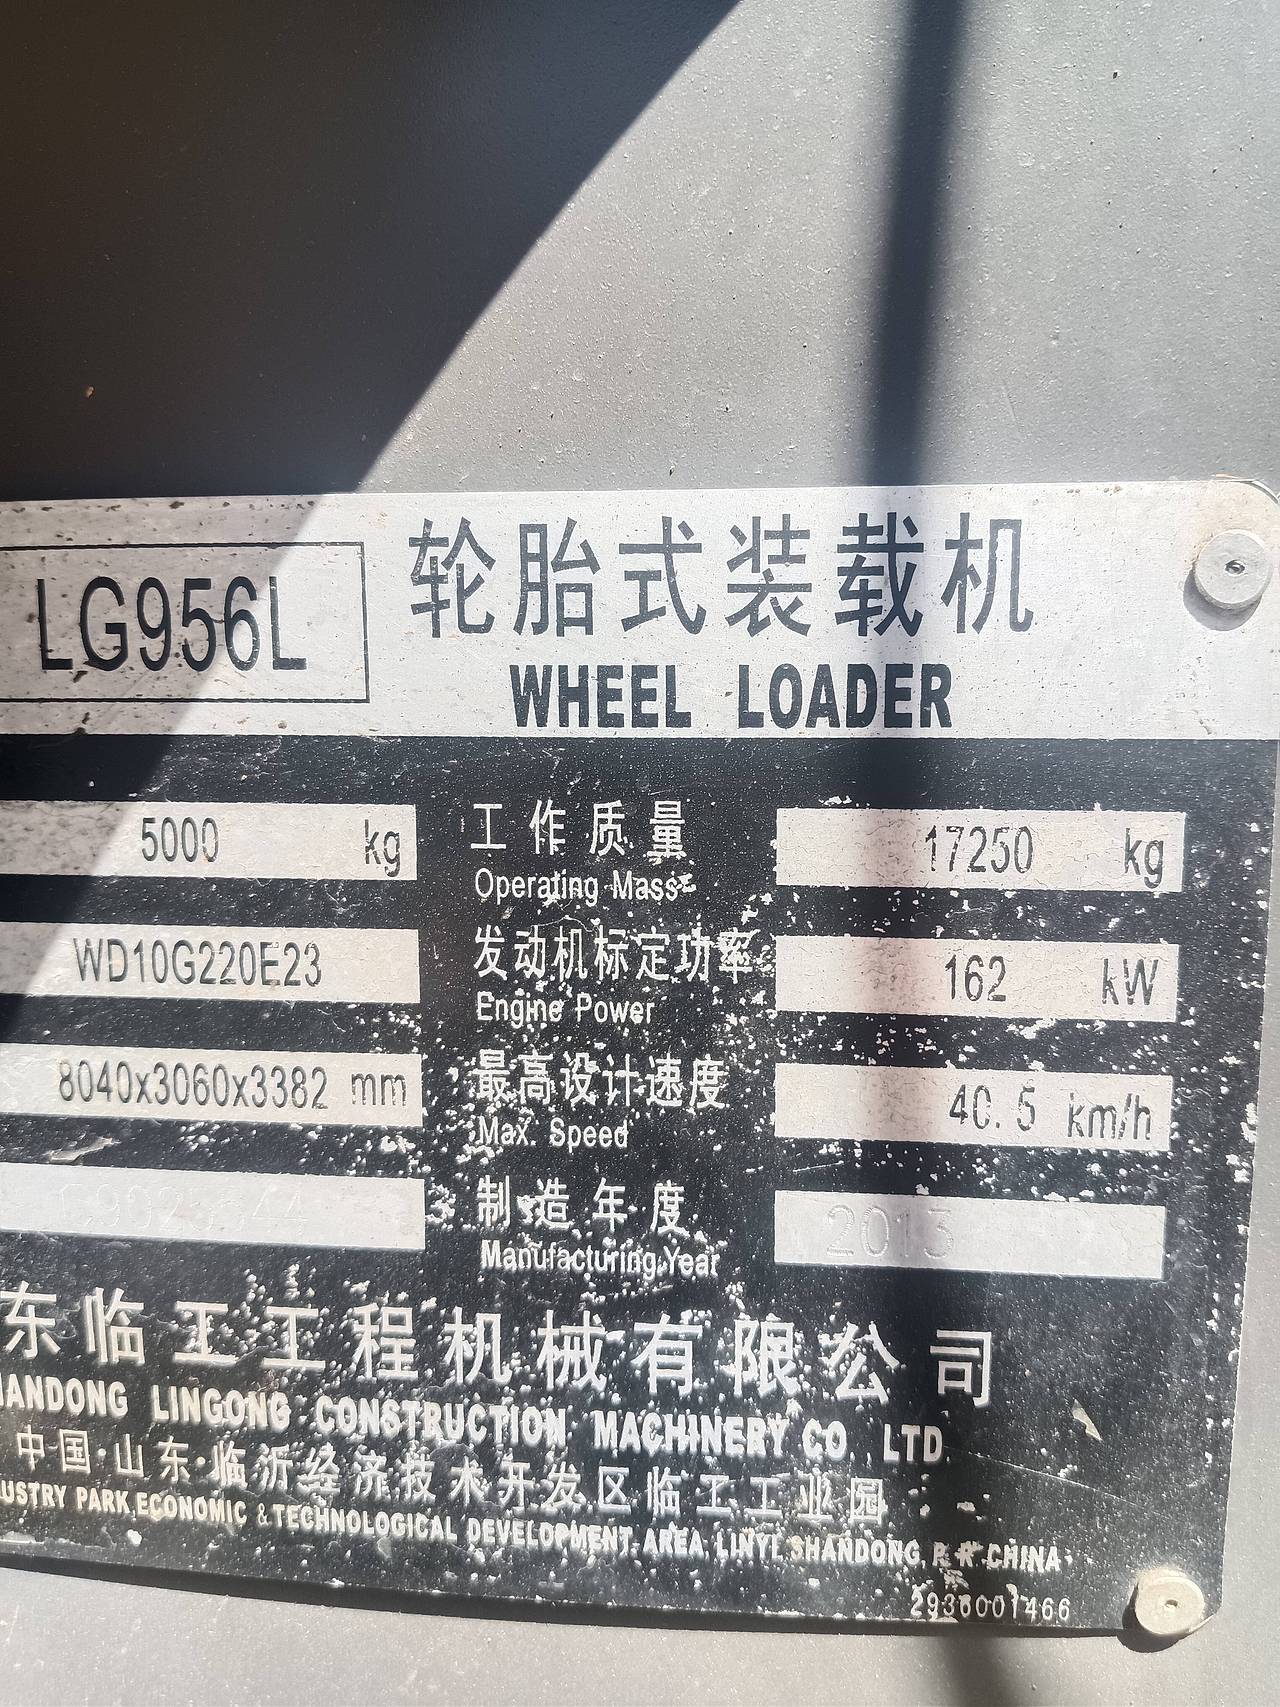 LG956L
轮胎式装载机
WHEEL LOADER
5000 kg
工作质量
Operating Mass
17250 kg
WD10G220E23
发动机标定功率
Engine Power
162 kW
8040x3060x3382 mm
最高设计速度
Max. Speed
40.5 km/h
制造年度
Manufacturing Year
2013
东临工工程机械有限公司
ANDONG LINGONG CONSTRUCTION MACHINERY CO LTD.
中国·山东·临沂经济技术开发区临工工业园
USTRY PARK,ECONOMIC & TECHNOLOGICAL DEVELOPMENT AREA, LINYI, SHANDONG, CHINA
2936001466